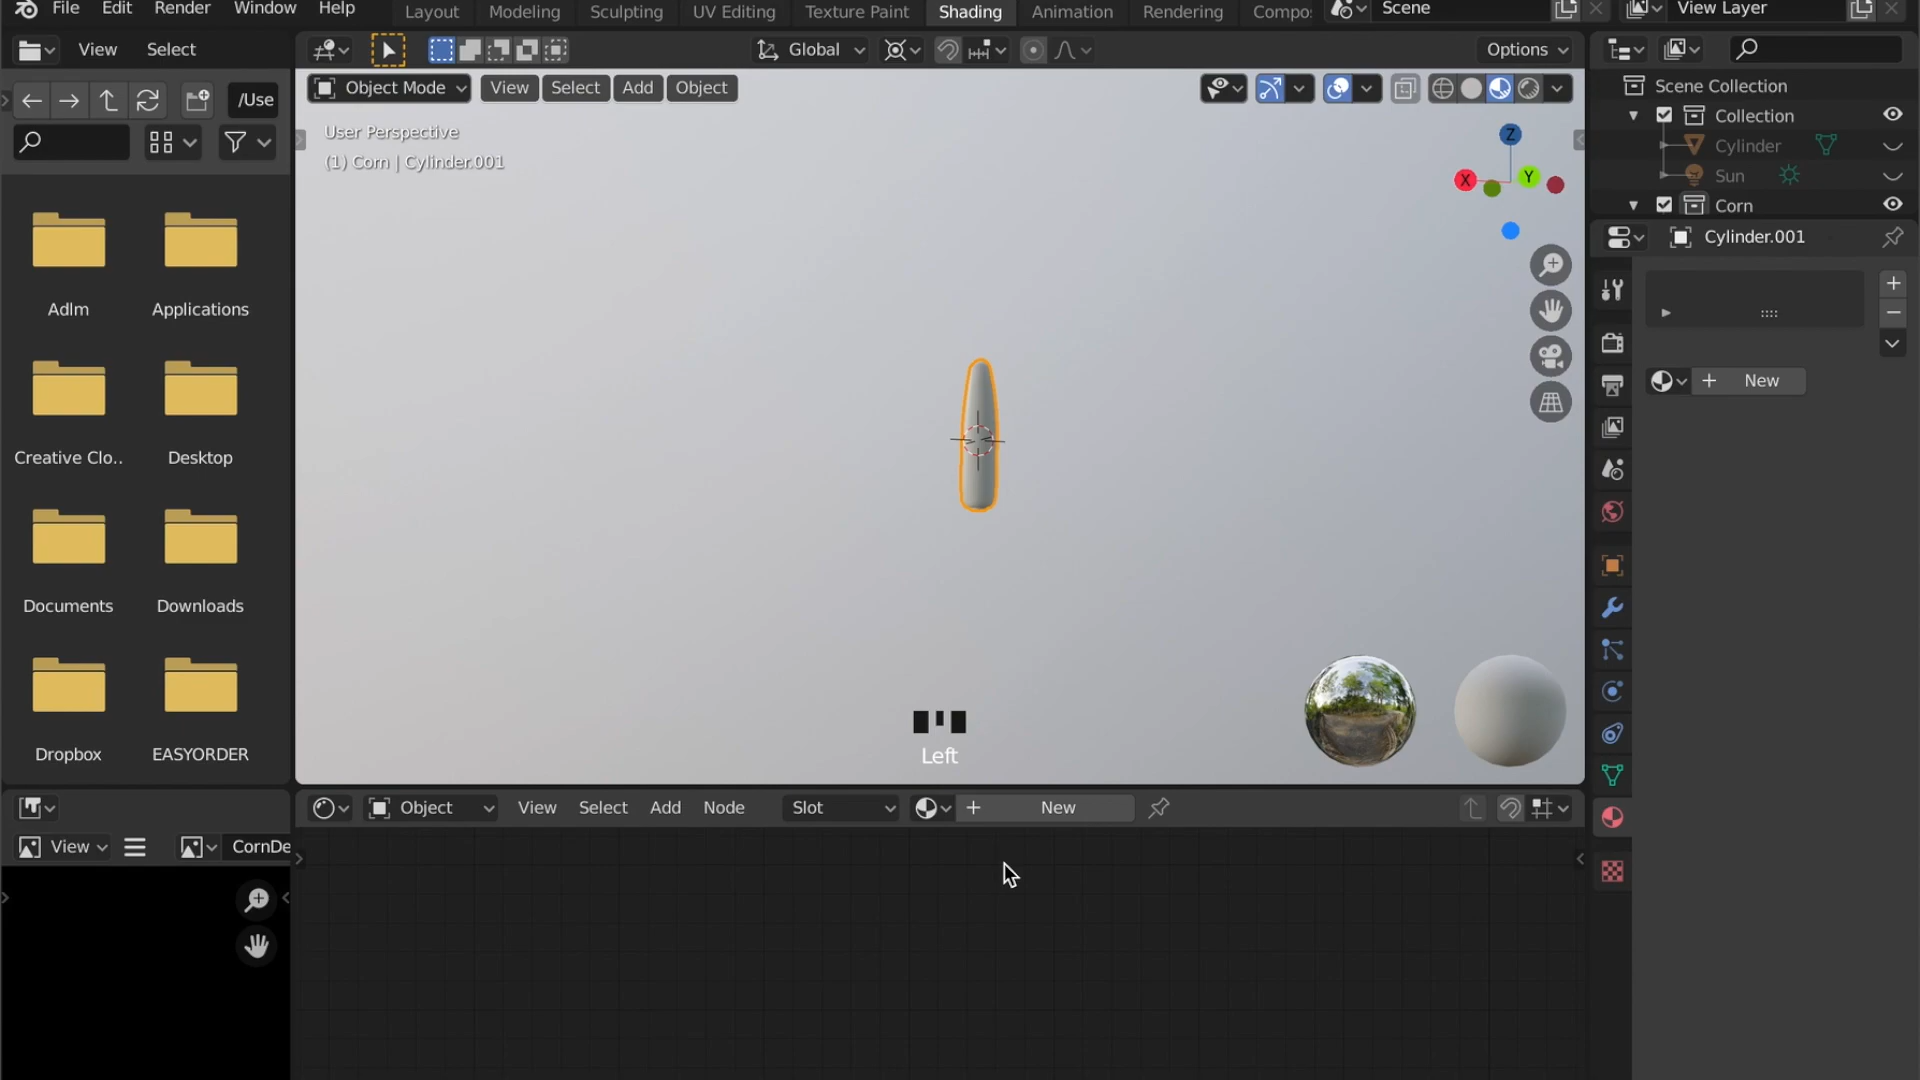 File Edit Render Window Help Layout Modeling Sculpting UV Editing Texture Paint Shading Animation Rendering Compo Scene View Layer
View Select Global Options
Object Mode View Select Add Object
/Use
User Perspective
(1) Corn | Cylinder.001
Scene Collection
Collection
Cylinder
Sun
Corn
Cylinder.001
New
X Y Z
Adlm Applications
Creative Clo.. Desktop
Documents Downloads
Dropbox EASYORDER
Left
Object View Select Add Node Slot New
View CornDe